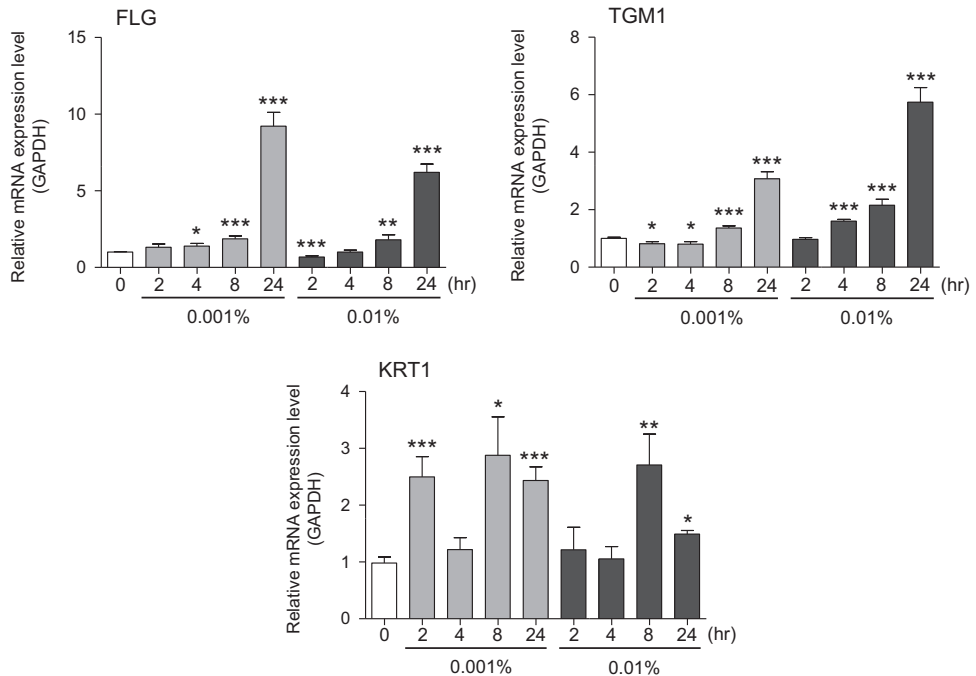 FLG
Relative mRNA expression level
(GAPDH)
15
10
5
0
*
***
***
***
**
***
0 2 4 8 24 2 4 8 24 (hr)
0.001% 0.01%
TGM1
Relative mRNA expression level
(GAPDH)
8
6
4
2
0
*
*
***
***
***
***
***
0 2 4 8 24 2 4 8 24 (hr)
0.001% 0.01%
KRT1
Relative mRNA expression level
(GAPDH)
4
3
2
1
0
***
*
***
**
*
0 2 4 8 24 2 4 8 24 (hr)
0.001% 0.01%